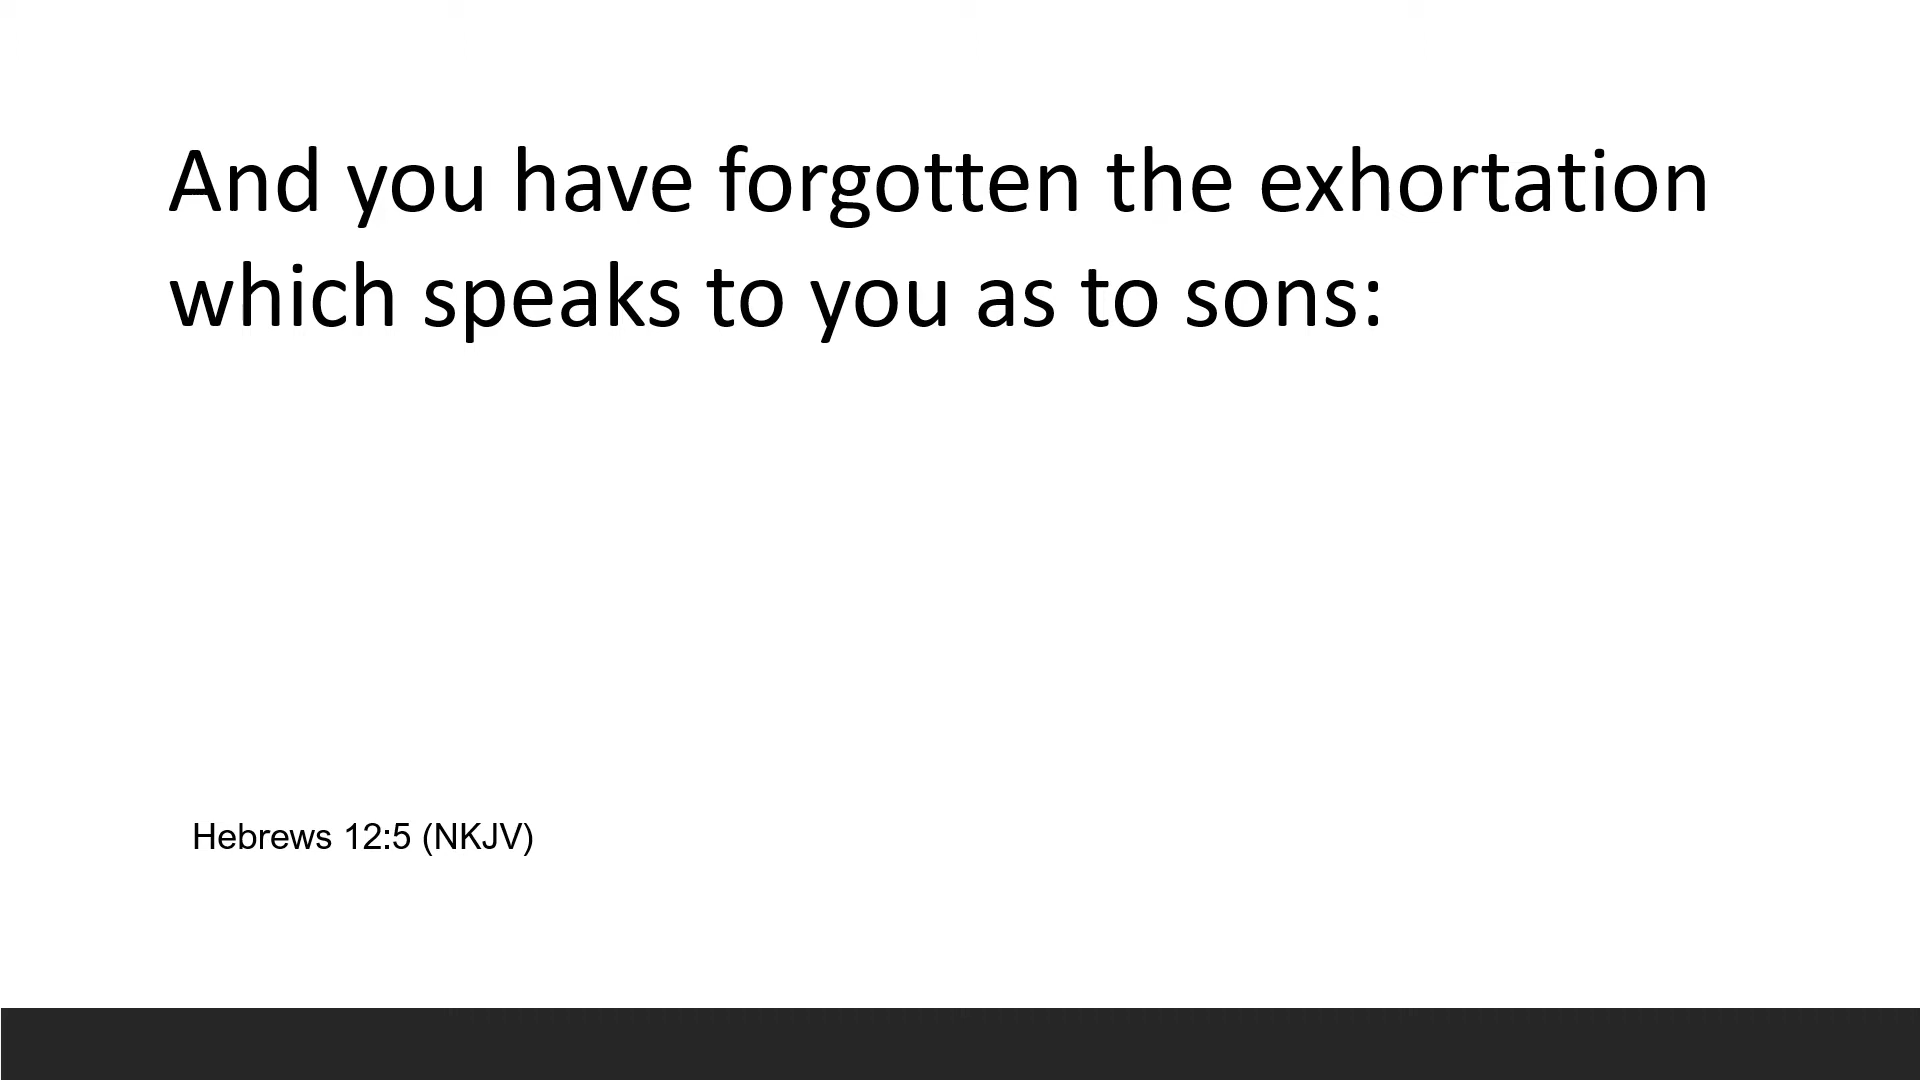 And you have forgotten the exhortation
which speaks to you as to sons:
Hebrews 12:5 (NKJV)